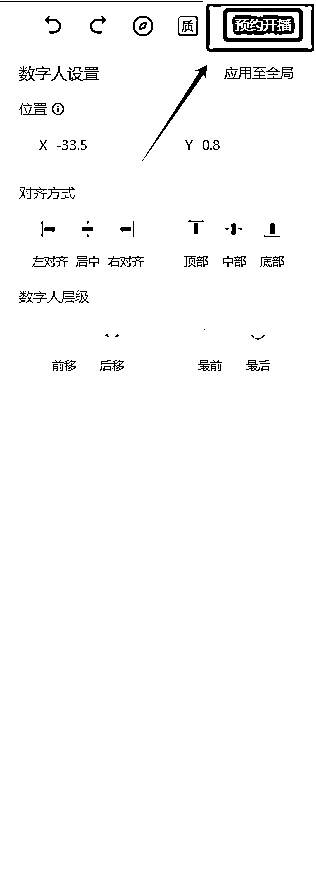 质 预约开播
数字人设置 应用至全局
位置
X -33.5 Y 0.8
对齐方式
左对齐 居中 右对齐 顶部 中部 底部
数字人层级
前移 后移 最前 最后